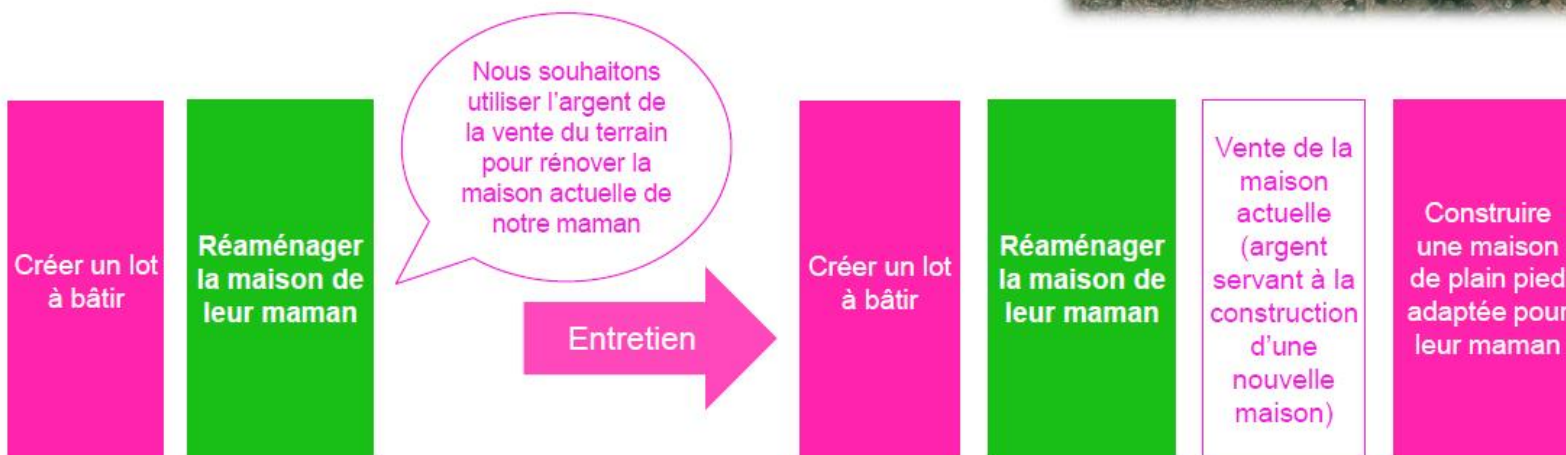 Créer un lot
à bâtir
Réaménager
la maison de
leur maman
Nous souhaitons
utiliser l’argent de
la vente du terrain
pour rénover la
maison actuelle de
notre maman
Entretien
Créer un lot
à bâtir
Réaménager
la maison de
leur maman
Vente de la
maison
actuelle
(argent
servant à la
construction
d’une
nouvelle
maison)
Construire
une maison
de plain pied
adaptée pour
leur maman